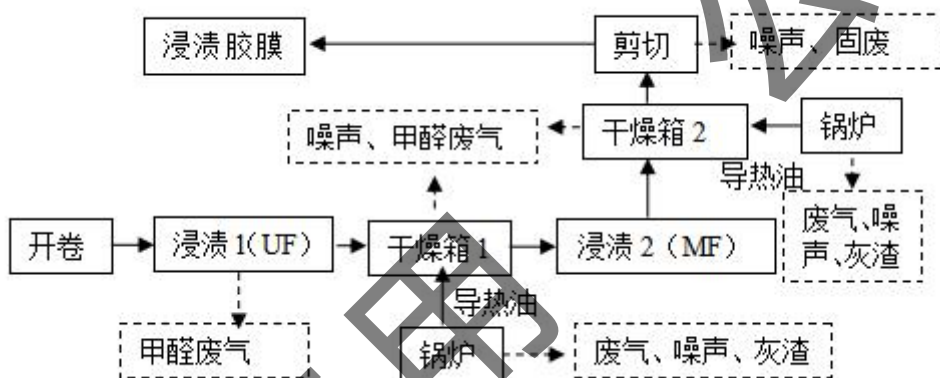 浸渍胶膜
剪切
噪声、固废
噪声、甲醛废气
干燥箱 2
锅炉
导热油
废气、噪
声、灰渣
开卷
浸渍 1(UF）
干燥箱 1
浸渍 2（MF）
导热油
甲醛废气
锅炉
废气、噪声、灰渣